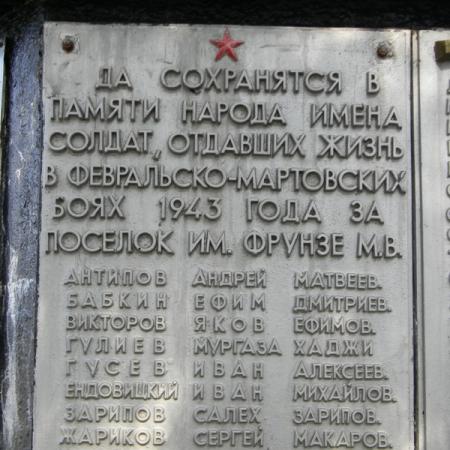 ДА СОХРАНЯТСЯ В
ПАМЯТИ НАРОДА ИМЕНА
СОЛДАТ, ОТДАВШИХ ЖИЗНЬ
В ФЕВРАЛЬСКО-МАРТОВСКИХ
БОЯХ 1943 ГОДА ЗА
ПОСЕЛОК ИМ. ФРУНЗЕ М.В.
АНТИПОВ АНДРЕЙ МАТВЕЕВ.
БАБКИН ЕФИМ ДМИТРИЕВ.
ВИКТОРОВ ЯКОВ ЕФИМОВ.
ГУЛИЕВ МУРГАЗА ХАДЖИ
ГУСЕВ ИВАН АЛЕКСЕЕВ.
ЕНДОВИЦКИЙ ИВАН МИХАЙЛОВ.
ЗАРИПОВ САЛЕХ ЗАРИПОВ.
ЖАРИКОВ СЕРГЕЙ МАКАРОВ.